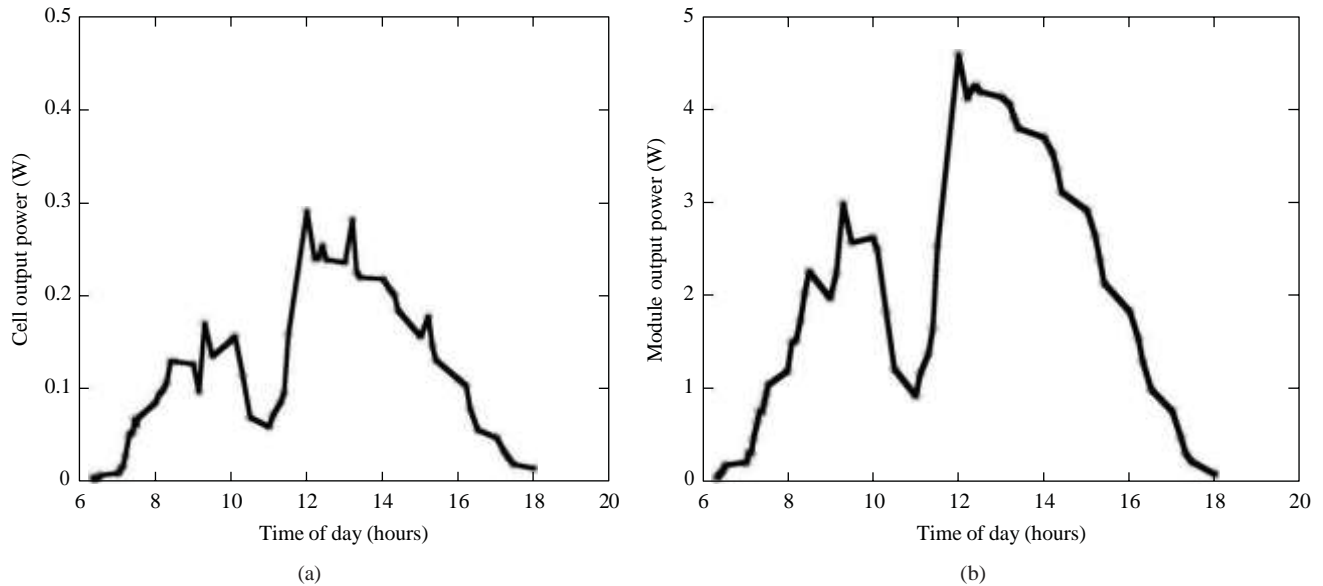 0.5
0.4
0.3
0.2
0.1
0
Cell output power (W)
6 8 10 12 14 16 18 20
Time of day (hours)
(a)
5
4
3
2
1
0
Module output power (W)
6 8 10 12 14 16 18 20
Time of day (hours)
(b)